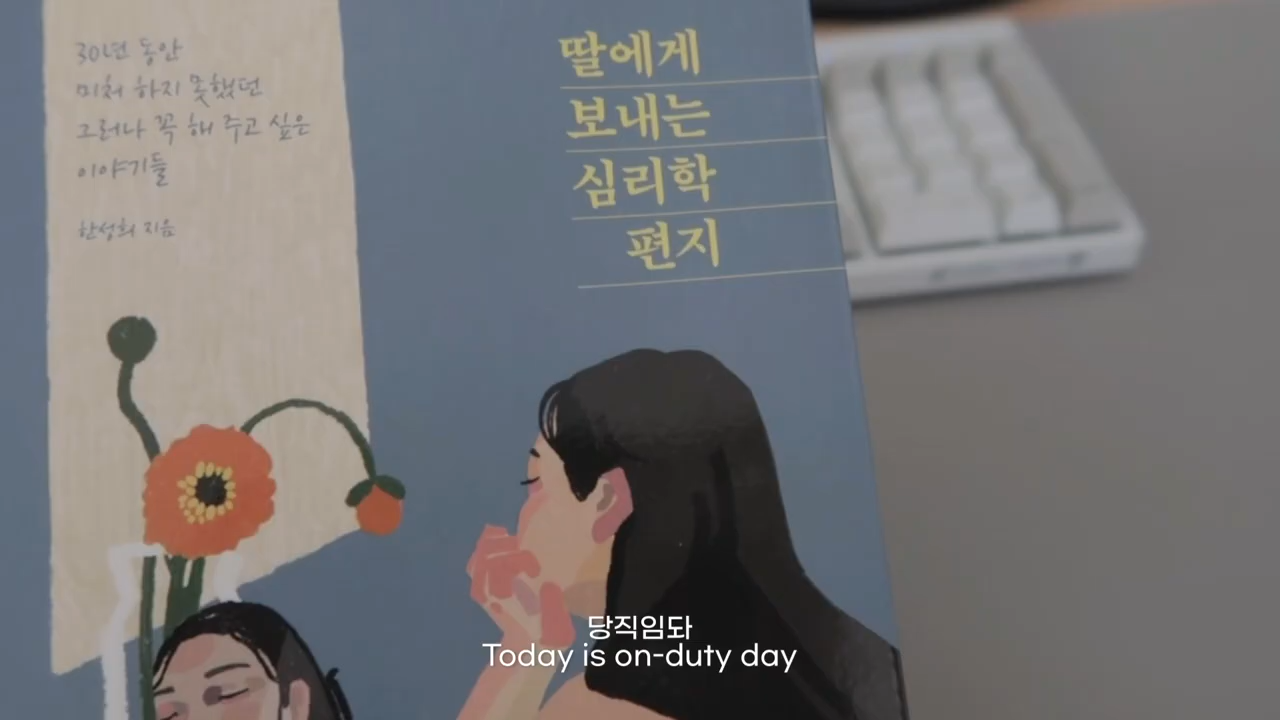 30년 동안
미처 하지 못했던
그러나 꼭 해 주고 싶은
이야기들
한성희 지음
딸에게
보내는
심리학
편지
당직임돠
Today is on-duty day